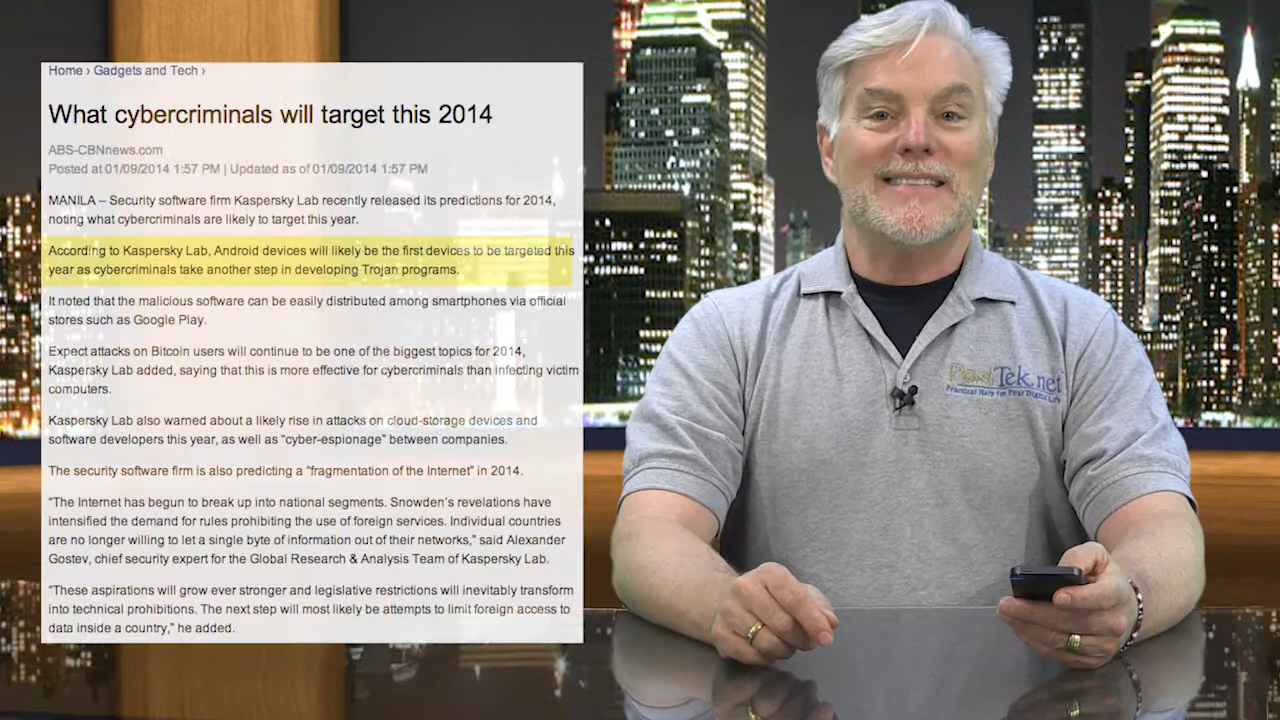 Home › Gadgets and Tech ›
What cybercriminals will target this 2014
ABS-CBNnews.com
Posted at 01/09/2014 1:57 PM | Updated as of 01/09/2014 1:57 PM
MANILA – Security software firm Kaspersky Lab recently released its predictions for 2014,
noting what cybercriminals are likely to target this year.
According to Kaspersky Lab, Android devices will likely be the first devices to be targeted this
year as cybercriminals take another step in developing Trojan programs.
It noted that the malicious software can be easily distributed among smartphones via official
stores such as Google Play.
Expect attacks on Bitcoin users will continue to be one of the biggest topics for 2014,
Kaspersky Lab added, saying that this is more effective for cybercriminals than infecting victim
computers.
Kaspersky Lab also warned about a likely rise in attacks on cloud-storage devices and
software developers this year, as well as "cyber-espionage" between companies.
The security software firm is also predicting a "fragmentation of the Internet" in 2014.
"The Internet has begun to break up into national segments. Snowden's revelations have
intensified the demand for rules prohibiting the use of foreign services. Individual countries
are no longer willing to let a single byte of information out of their networks," said Alexander
Gostev, chief security expert for the Global Research & Analysis Team of Kaspersky Lab.
"These aspirations will grow ever stronger and legislative restrictions will inevitably transform
into technical prohibitions. The next step will most likely be attempts to limit foreign access to
data inside a country," he added.
PosiTek.net
Practical Help for Your Digital Life